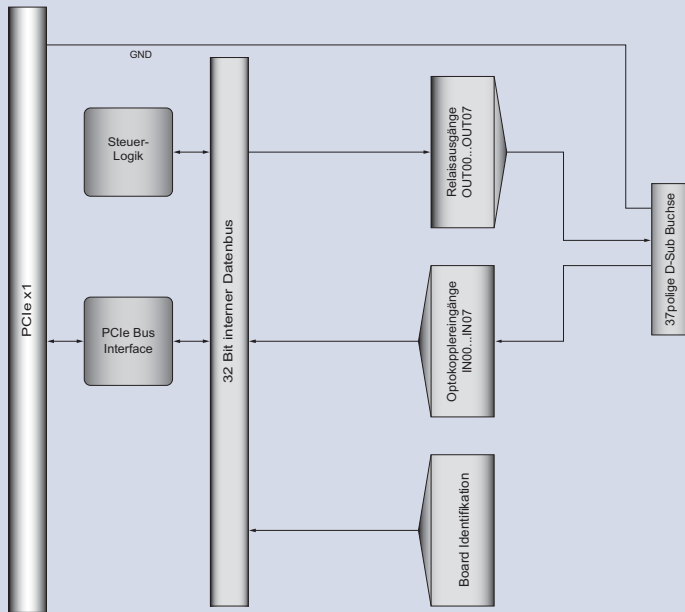 GND
PCIe x1
Steuer-
Logik
PCIe Bus
Interface
32 Bit interner Datenbus
Relaisausgänge
OUT00...OUT07
Optokopplereingänge
IN00...IN07
Board Identifikation
37polige D-Sub Buchse